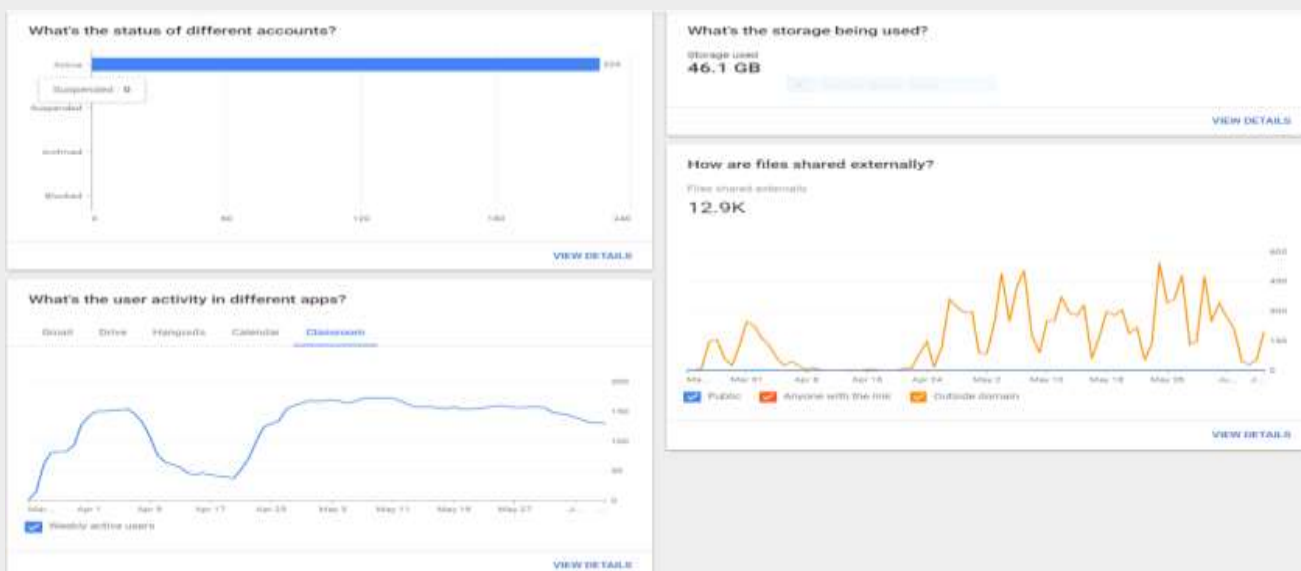 What's the status of different accounts?
Active
Suspended 0
Suspended
Archived
Blocked
0 60 120 180 240
VIEW DETAILS
What's the user activity in different apps?
Gmail Drive Hangouts Calendar Classroom
200
150
100
50
0
Apr 1 Apr 9 Apr 17 Apr 25 May 3 May 11 May 19 May 27
Weekly active users
VIEW DETAILS
What's the storage being used?
Storage used
46.1 GB
VIEW DETAILS
How are files shared externally?
Files shared externally
12.9K
600
450
300
150
0
Ma... Mar 31 Apr 8 Apr 16 Apr 24 May 2 May 10 May 18 May 26 Ju... J...
Public Anyone with the link Outside domain
VIEW DETAILS